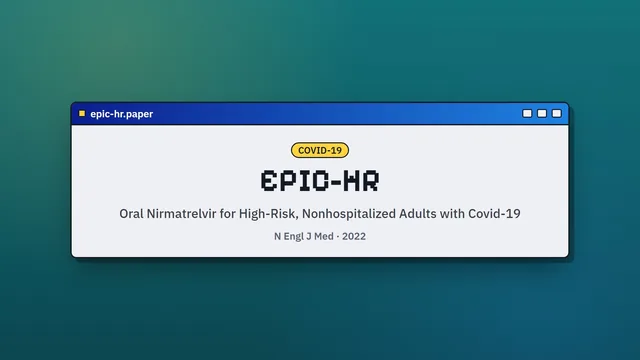 epic-hr.paper
COVID-19
EPIC-HR
Oral Nirmatrelvir for High-Risk, Nonhospitalized Adults with Covid-19
N Engl J Med · 2022